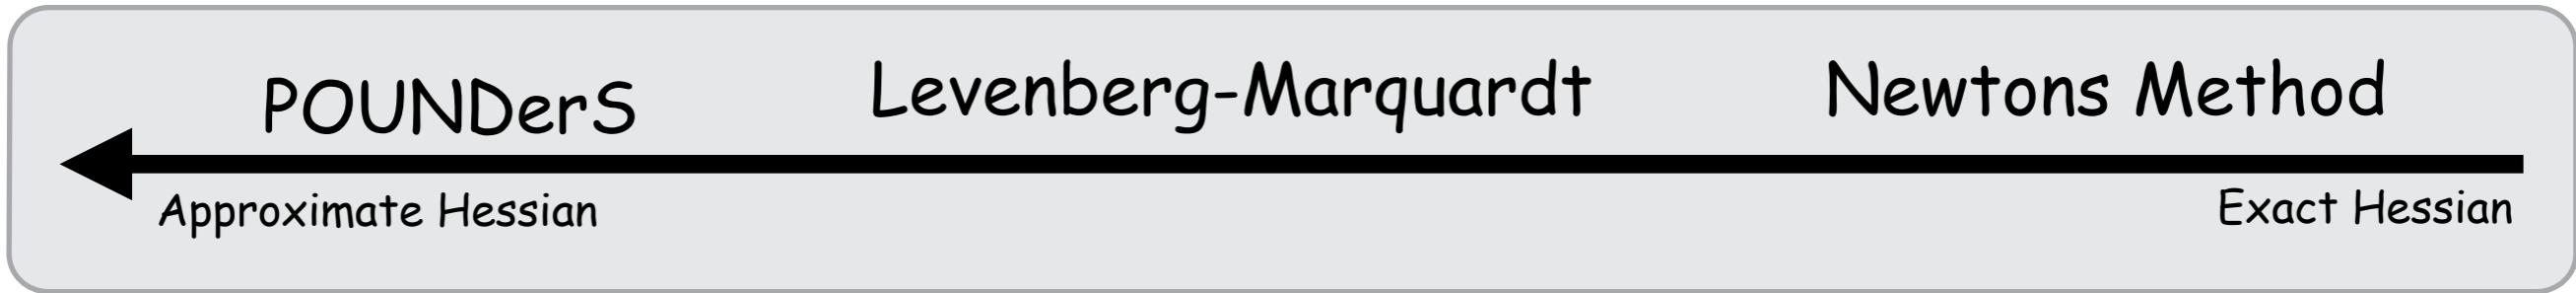 POUNDerS Levenberg-Marquardt Newtons Method
Approximate Hessian Exact Hessian